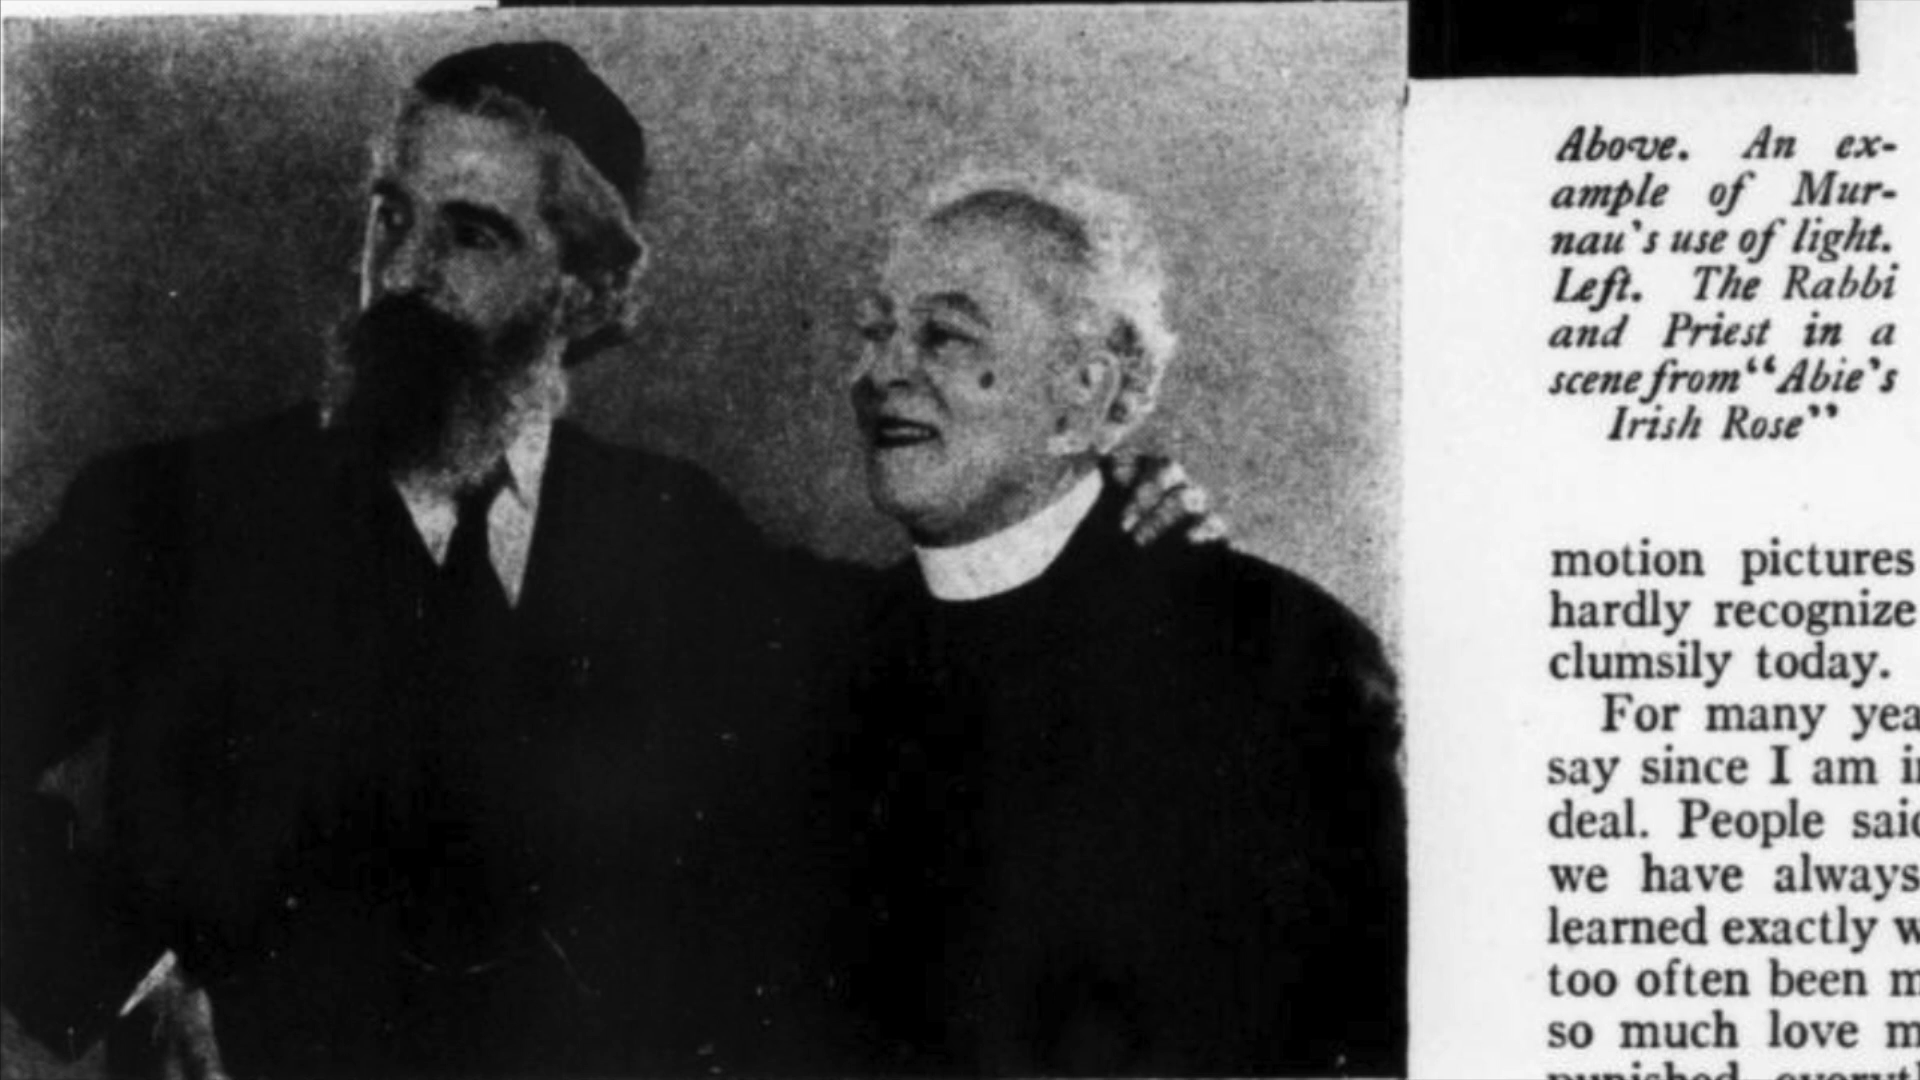 Above. An ex-
ample of Mur-
nau's use of light.
Left. The Rabbi
and Priest in a
scene from "Abie's
Irish Rose"
motion pictures
hardly recognize
clumsily today.
For many yea
say since I am i
deal. People said
we have always
learned exactly w
too often been m
so much love m